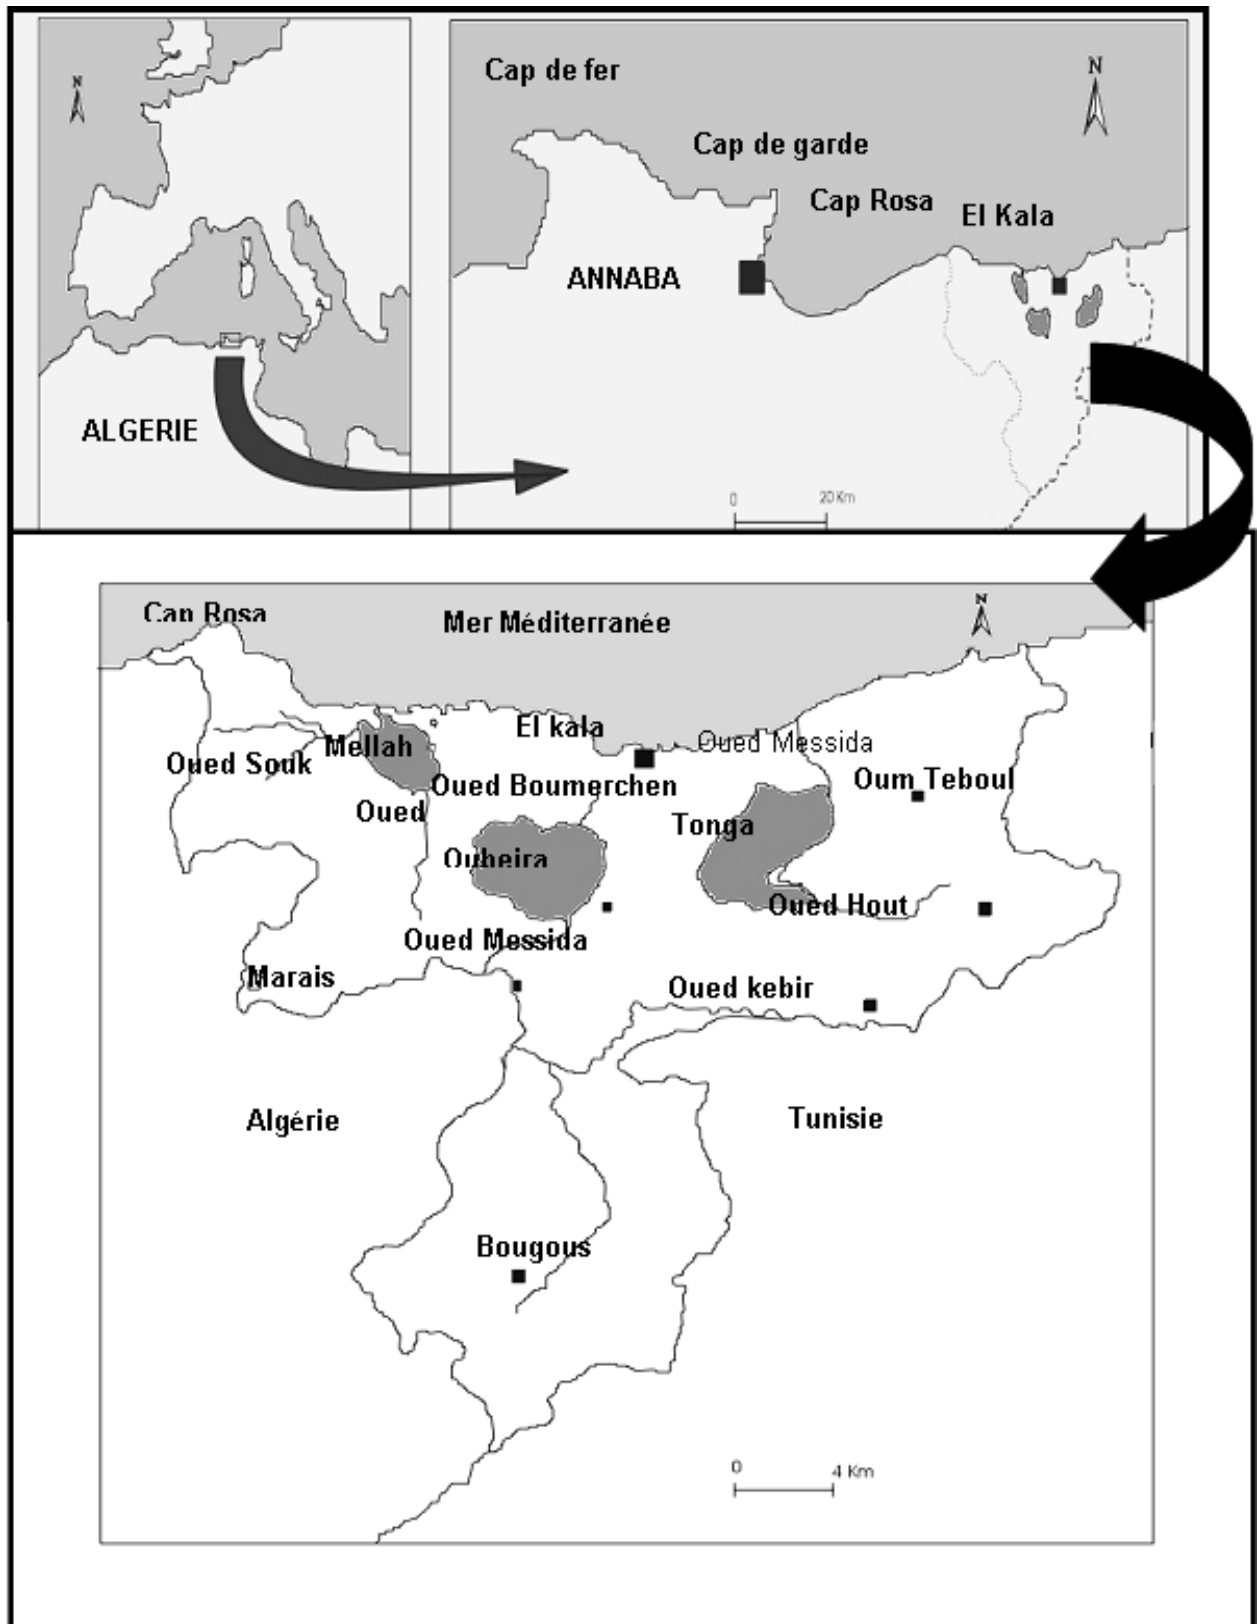 N
ALGERIE
Cap de fer
N
Cap de garde
Cap Rosa
El Kala
ANNABA
0 20 Km
Cap Rosa
Mer Méditerranée
N
El kala
Oued Messida
Mellah
Oued Souk
Oued Boumerchen
Oum Teboul
Oued
Tonga
Oubeira
Oued Hout
Oued Messida
Marais
Oued kebir
Algérie
Tunisie
Bougous
0 4 Km